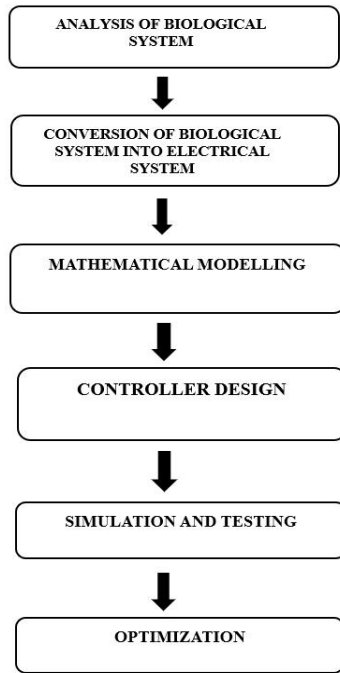 ANALYSIS OF BIOLOGICAL
SYSTEM
CONVERSION OF BIOLOGICAL
SYSTEM INTO ELECTRICAL
SYSTEM
MATHEMATICAL MODELLING
CONTROLLER DESIGN
SIMULATION AND TESTING
OPTIMIZATION